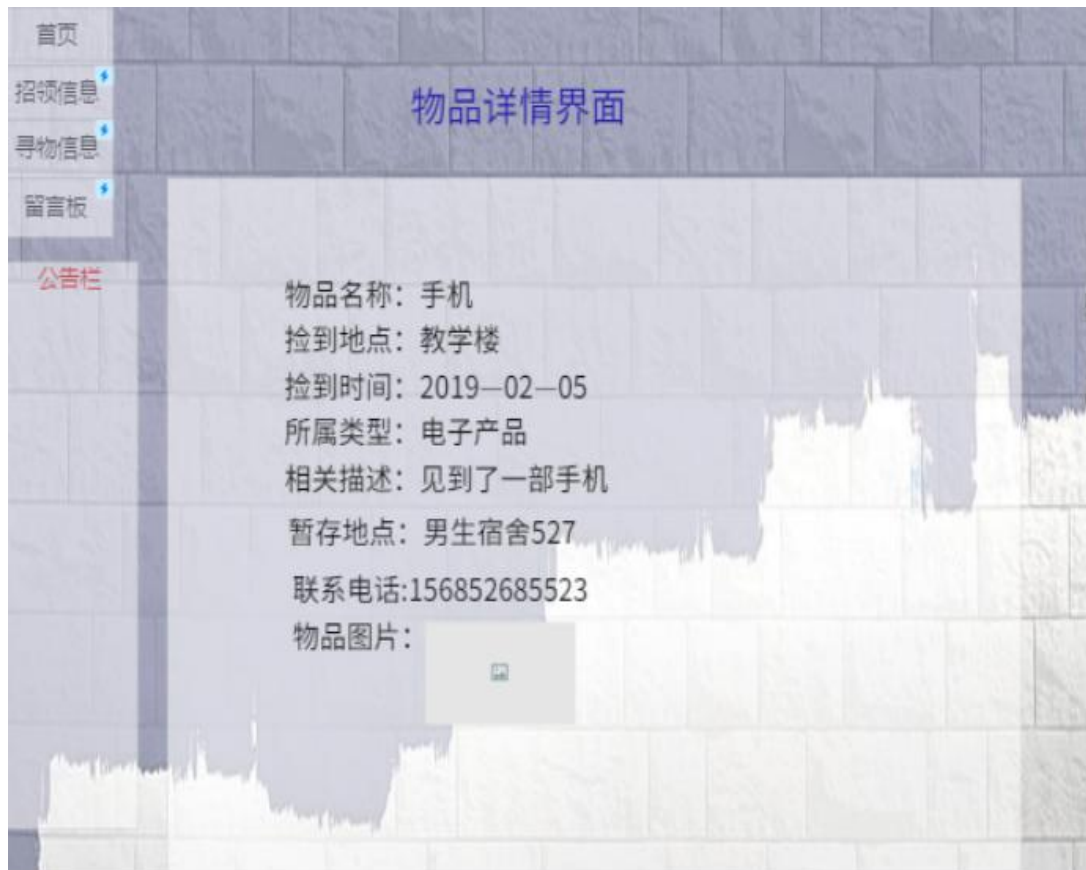 首页
招领信息
寻物信息
留言板
公告栏
物品详情界面
物品名称：手机
捡到地点：教学楼
捡到时间：2019—02—05
所属类型：电子产品
相关描述：见到了一部手机
暂存地点：男生宿舍527
联系电话:156852685523
物品图片：